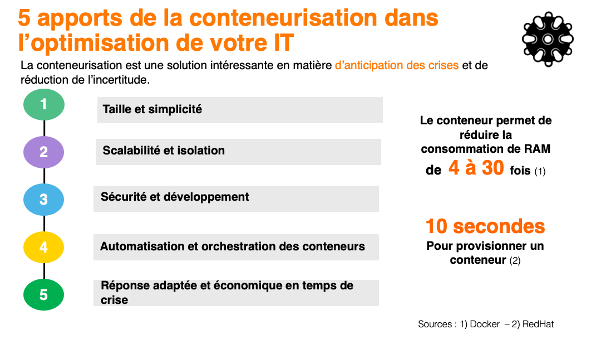 5 apports de la conteneurisation dans
l’optimisation de votre IT
La conteneurisation est une solution intéressante en matière d’anticipation des crises et de
réduction de l’incertitude.
1
Taille et simplicité
2
Scalabilité et isolation
3
Sécurité et développement
4
Automatisation et orchestration des conteneurs
5
Réponse adaptée et économique en temps de
crise
Le conteneur permet de
réduire la
consommation de RAM
de 4 à 30 fois (1)
10 secondes
Pour provisionner un
conteneur (2)
Sources : 1) Docker – 2) RedHat